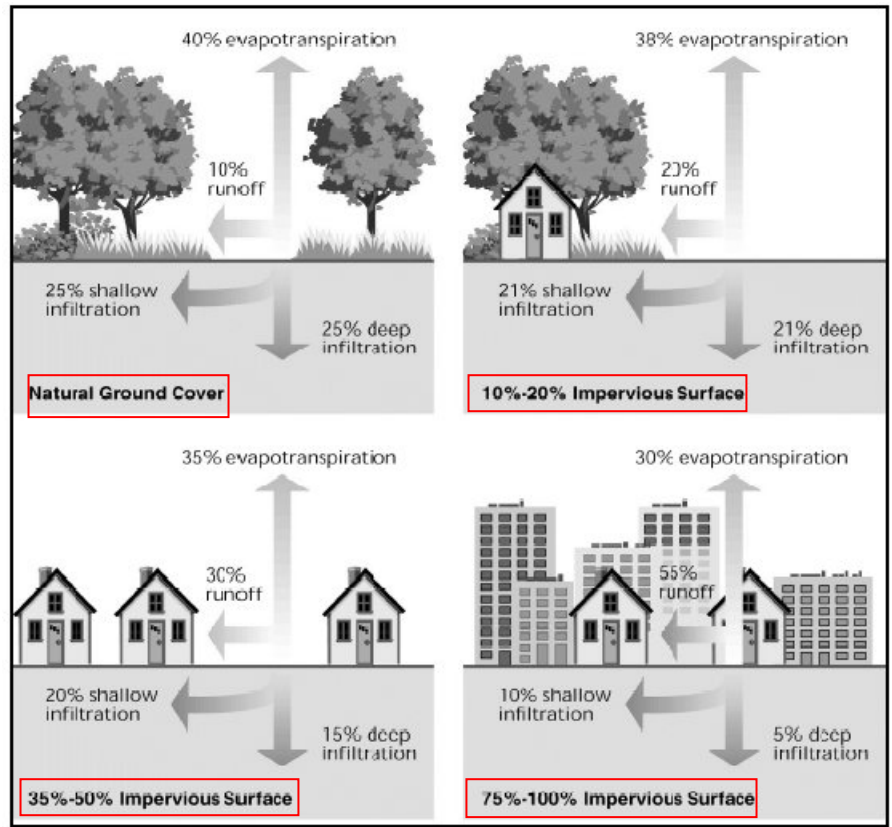 40% evapotranspiration
10%
runoff
25% shallow
infiltration
25% deep
infiltration
Natural Ground Cover
38% evapotranspiration
20%
runoff
21% shallow
infiltration
21% deep
infiltration
10%-20% Impervious Surface
35% evapotranspiration
30%
runoff
20% shallow
infiltration
15% deep
infiltration
35%-50% Impervious Surface
30% evapotranspiration
55%
runoff
10% shallow
infiltration
5% deep
infiltration
75%-100% Impervious Surface